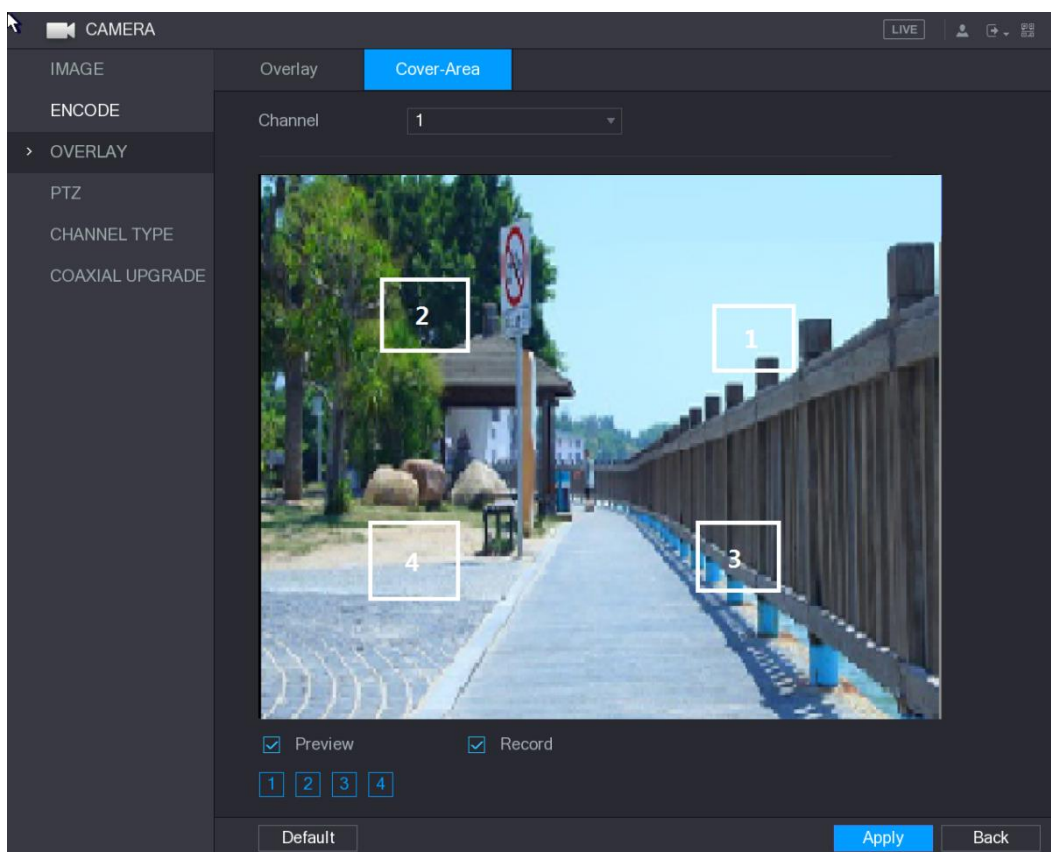 CAMERA LIVE
IMAGE
ENCODE
OVERLAY
PTZ
CHANNEL TYPE
COAXIAL UPGRADE
Overlay Cover-Area
Channel 1
2
1
4
3
Preview Record
1 2 3 4
Default Apply Back